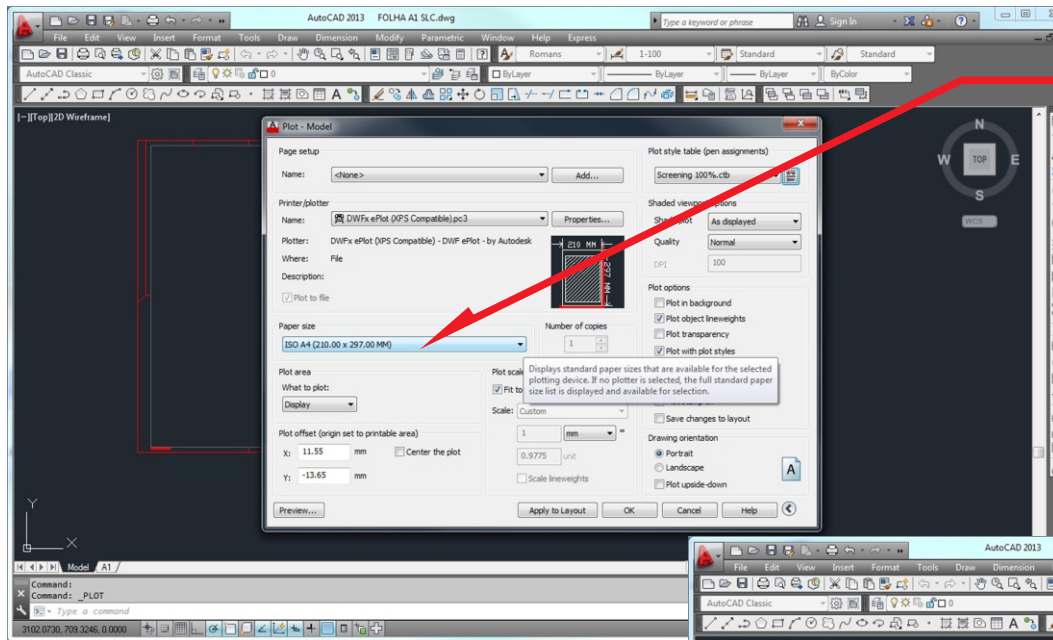 AutoCAD 2013 FOLHA A1 SLC.dwg
Type a keyword or phrase
Sign In
File Edit View Insert Format Tools Draw Dimension Modify Parametric Window Help Express
Romans 1-100 Standard Standard
AutoCAD Classic 0 ByLayer ByLayer ByLayer ByColor
[−][Top][2D Wireframe]
N
W TOP E
S
WCS
Plot - Model
Page setup
Name: <None> Add...
Printer/plotter
Name: DWFx ePlot (XPS Compatible).pc3 Properties...
Plotter: DWFx ePlot (XPS Compatible) - DWF ePlot - by Autodesk
Where: File
Description:
Plot to file
210 MM
297 MM
Paper size
ISO A4 (210.00 x 297.00 MM)
Number of copies
1
Plot area
What to plot:
Display
Plot offset (origin set to printable area)
X: 11.55 mm Center the plot
Y: -13.65 mm
Fit to
Scale: Custom
1 mm =
0.9775 unit
Scale lineweights
Displays standard paper sizes that are available for the selected
plotting device. If no plotter is selected, the full standard paper
size list is displayed and available for selection.
Plot style table (pen assignments)
Screening 100%.ctb
As displayed
Quality Normal
DPI 100
Plot options
Plot in background
Plot object lineweights
Plot transparency
Plot with plot styles
Save changes to layout
Drawing orientation
Portrait
Landscape
Plot upside-down
A
Preview... Apply to Layout OK Cancel Help
Y
X
Model A1
Command:
Command: _PLOT
Type a command
3102.0730, 709.3246, 0.0000
AutoCAD 2013
File Edit View Insert Format Tools Draw Dimension
AutoCAD Classic 0